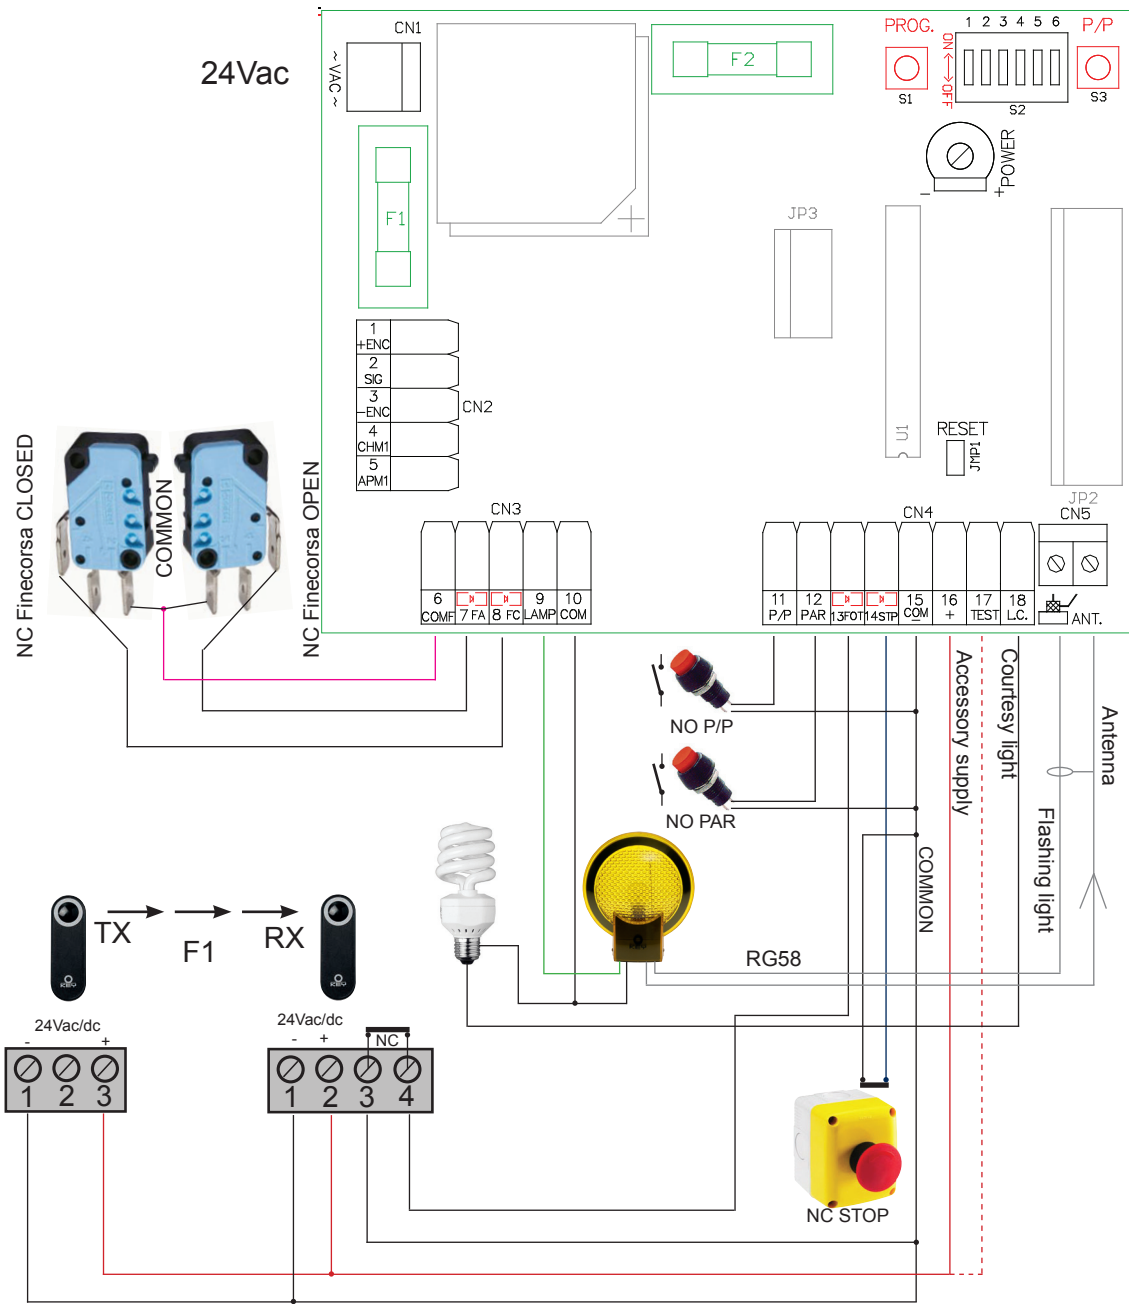 24Vac
CN1
~VAC~
F2
PROG.
S1
ON
OFF
1 2 3 4 5 6
S2
P/P
S3
- + POWER
F1
+
JP3
1
+ENC
2
SIG
3
-ENC
4
CHM1
5
APM1
CN2
U1
RESET
JMP1
JP2
NC Finecorsa CLOSED
COMMON
NC Finecorsa OPEN
CN3
6 9 10
COMF 7 FA 8 FC LAMP COM
CN4
11 12 15 16 17 18
P/P PAR 13FOT 14STP COM + TEST L.C.
CN5
ANT.
NO P/P
NO PAR
COMMON
Accessory supply
Courtesy light
Flashing light
Antenna
RG58
TX
F1
RX
KEY
KEY
24Vac/dc
- +
1 2 3
24Vac/dc
- +
NC
1 2 3 4
NC STOP